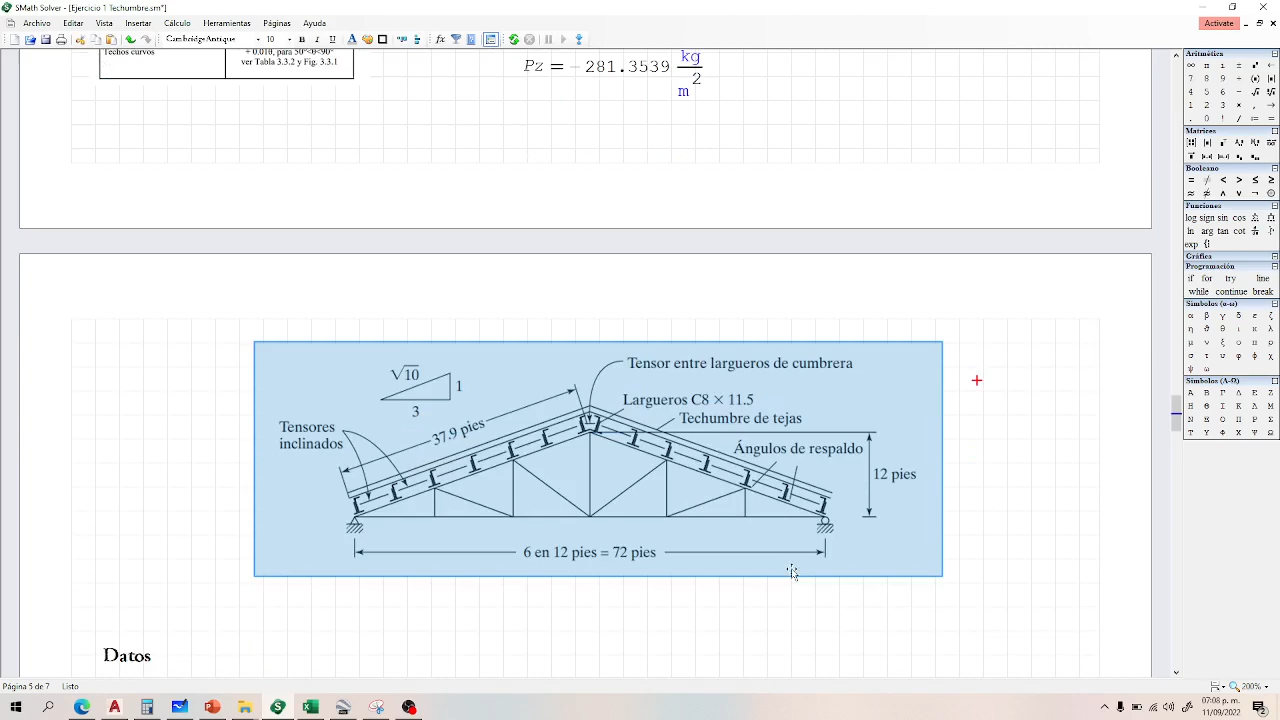 SMath Solver - [Ejercicio 1 Techumbre.sm*]
Archivo Editar Vista Insertar Cálculo Herramientas Páginas Ayuda
Activate
Cambridge Antique 10
Techos curvos
+ 0.010, para 50°<θ<90°
ver Tabla 3.3.2 y Fig. 3.3.1
Pz = - 281.3539 kg
m 2
√10
1
3
37.9 pies
Tensores
inclinados
Tensor entre largueros de cumbrera
Largueros C8 × 11.5
Techumbre de tejas
Ángulos de respaldo
12 pies
6 en 12 pies = 72 pies
Datos
Aritmética
Matrices
Booleano
= ≠ < > ≤ ≥
Funciones
log sign sin cos
ln arg tan cot
exp
Gráfica
Programación
if for try line
while continue break
Símbolos (α-ω)
α β γ δ ε ζ
η ϑ θ ι κ λ
μ ν ξ ο π ρ
σ τ υ φ χ
ψ ω
Símbolos (Α-Ω)
Α Β Γ Δ Ε Ζ
Η Θ Ι Κ Λ Μ
Ν Ξ Ο Π Ρ Σ
Τ Υ Φ Χ Ψ Ω
Página 5 de 7 Listo
200%
07:08 p. m.
11/09/2022
2